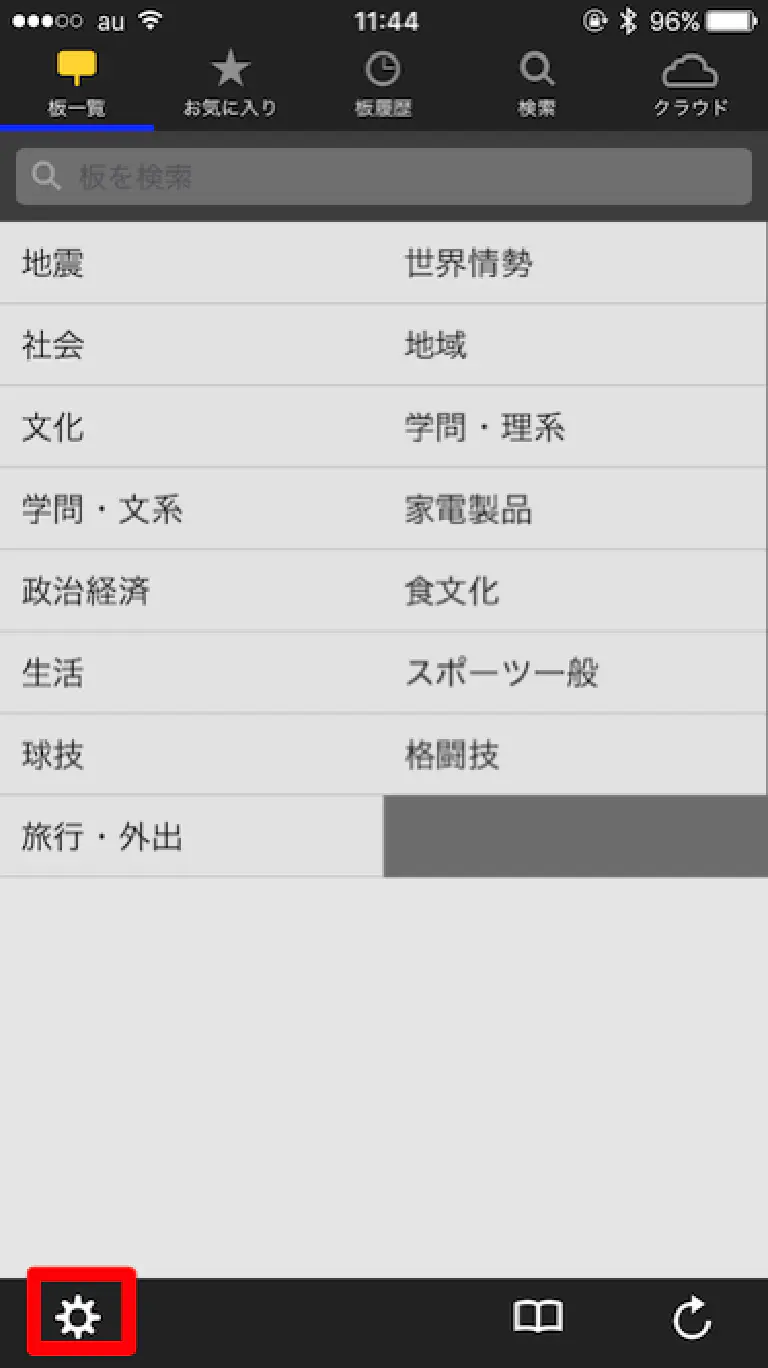 au 11:44 96%
板一覧 お気に入り 板履歴 検索 クラウド
板を検索
地震 世界情勢
社会 地域
文化 学問・理系
学問・文系 家電製品
政治経済 食文化
生活 スポーツ一般
球技 格闘技
旅行・外出